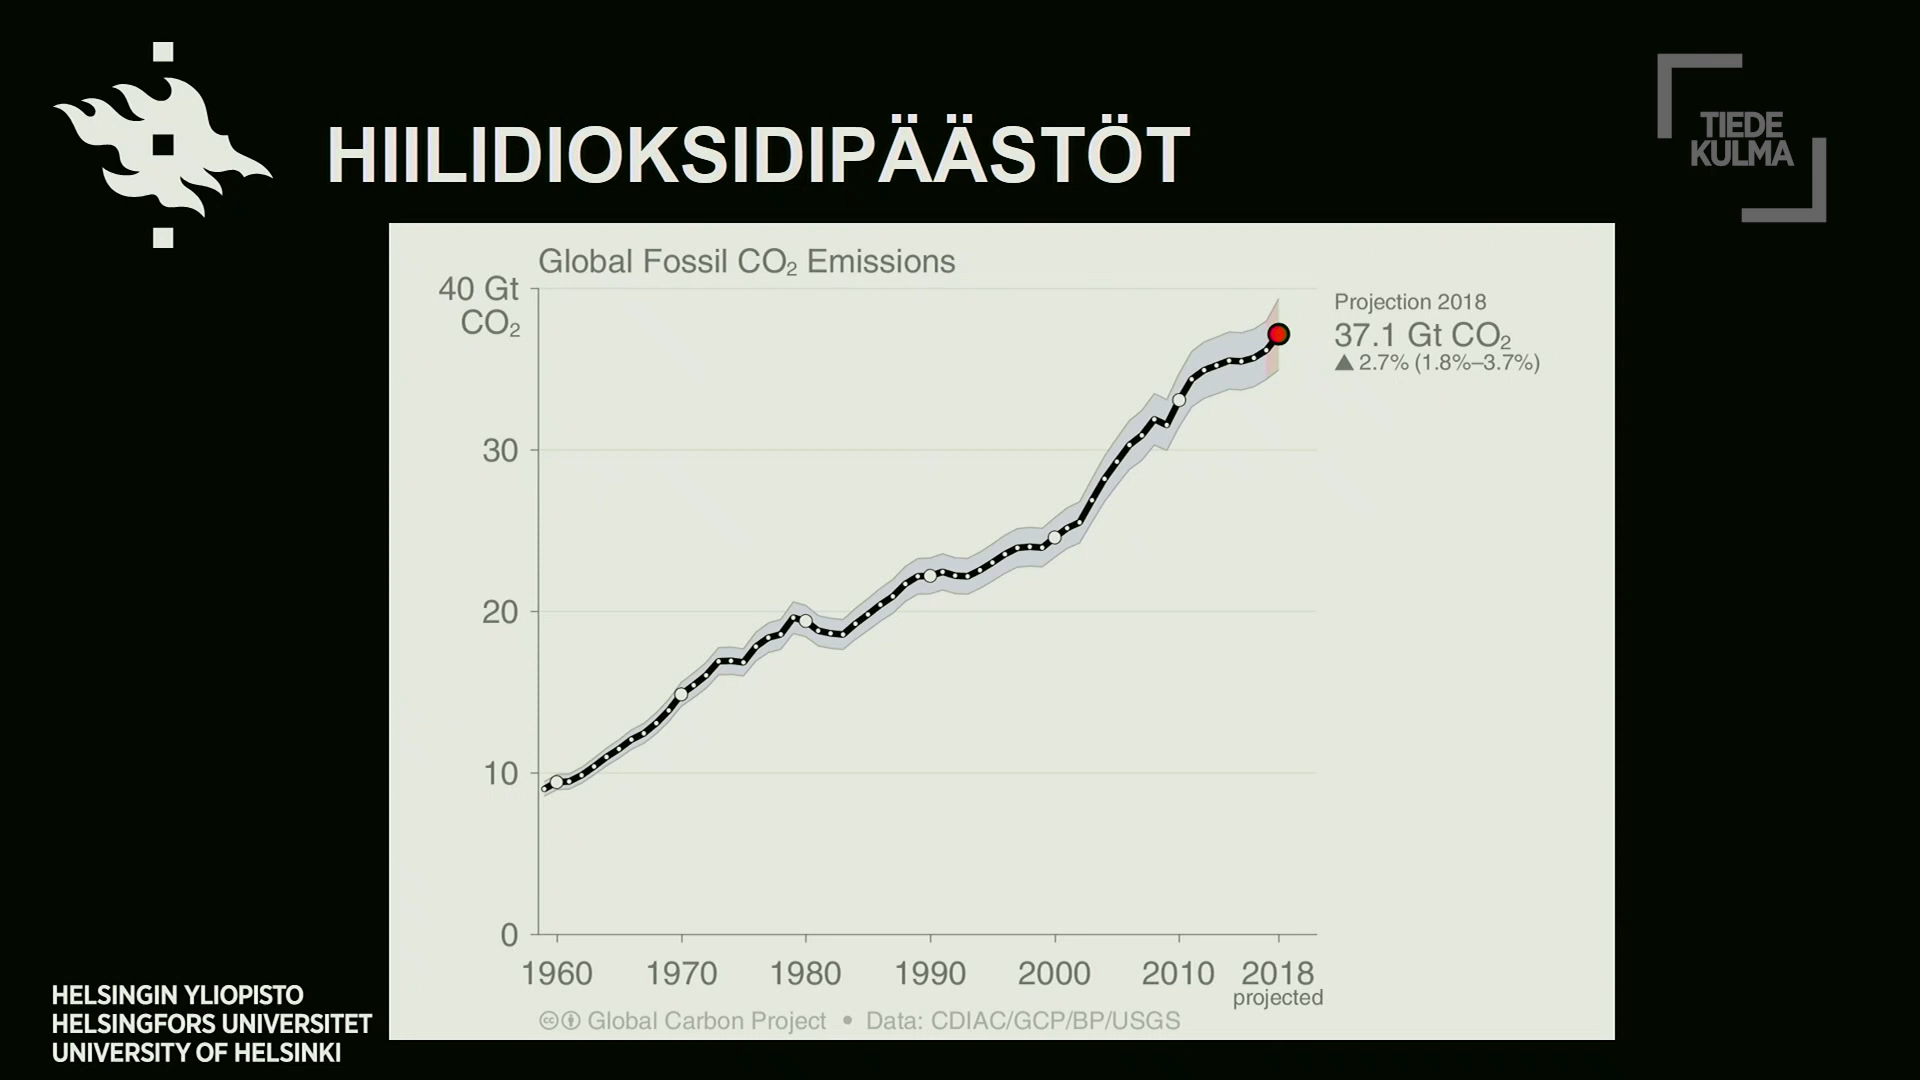 HIILIDIOKSIDIPÄÄSTÖT
TIEDE
KULMA
Global Fossil CO₂ Emissions
40 Gt
CO₂
30
20
10
0
Projection 2018
37.1 Gt CO₂
▲ 2.7% (1.8%–3.7%)
1960 1970 1980 1990 2000 2010 2018
projected
Global Carbon Project • Data: CDIAC/GCP/BP/USGS
HELSINGIN YLIOPISTO
HELSINGFORS UNIVERSITET
UNIVERSITY OF HELSINKI